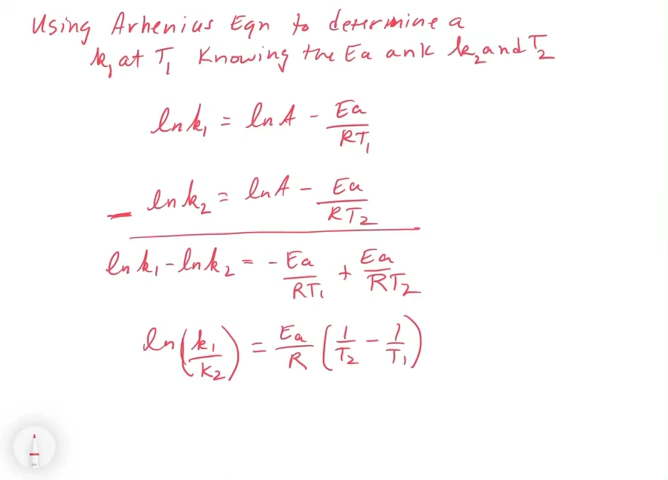 Using Arhenius Eqn to determine a
k₁ at T₁ Knowing the Ea ank k₂ and T₂
ln k₁ = ln A - Ea/RT₁
- ln k₂ = ln A - Ea/RT₂
ln k₁ - ln k₂ = - Ea/RT₁ + Ea/RT₂
ln(k₁/K₂) = Ea/R (1/T₂ - 1/T₁)